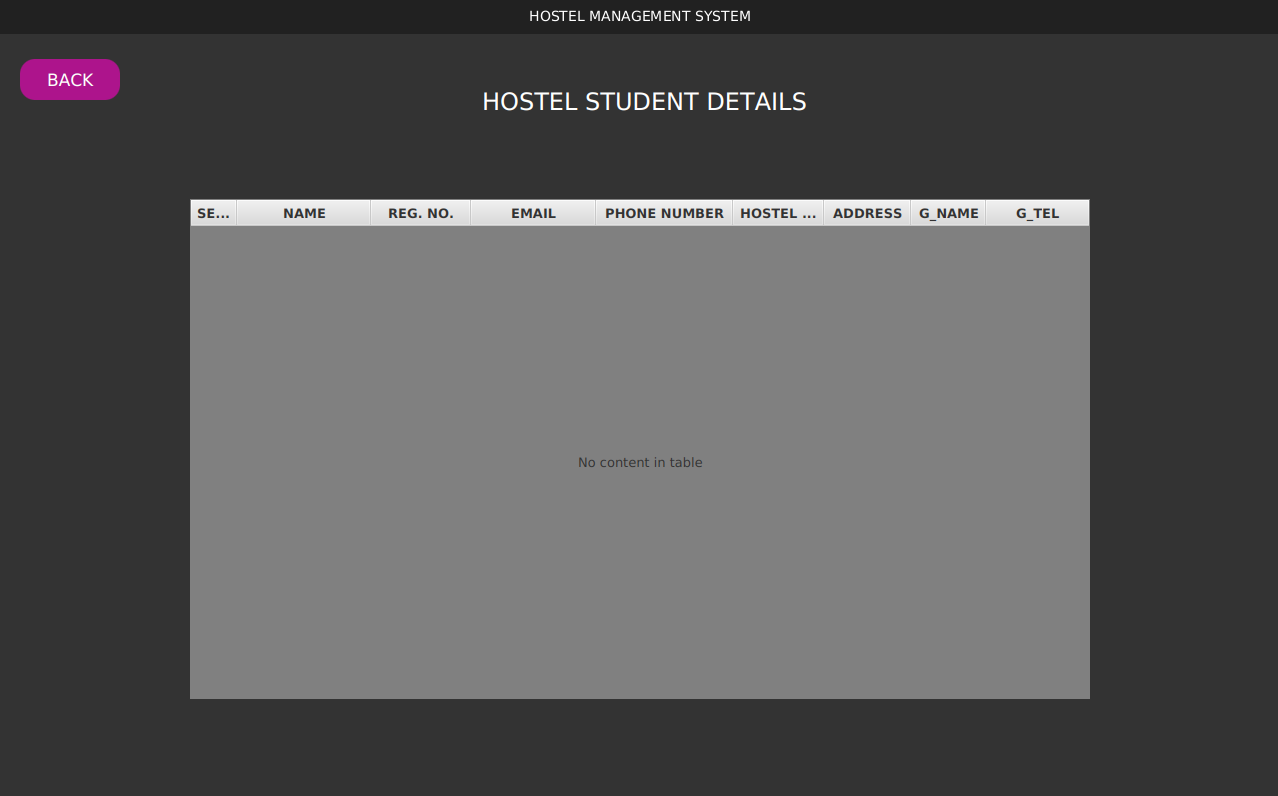 HOSTEL MANAGEMENT SYSTEM
BACK
HOSTEL STUDENT DETAILS
SE... NAME REG. NO. EMAIL PHONE NUMBER HOSTEL ... ADDRESS G_NAME G_TEL
No content in table